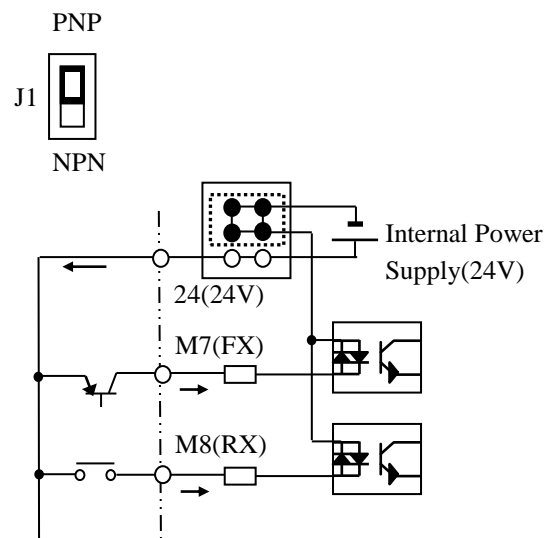 PNP
J1
NPN
Internal Power
Supply(24V)
24(24V)
M7(FX)
M8(RX)